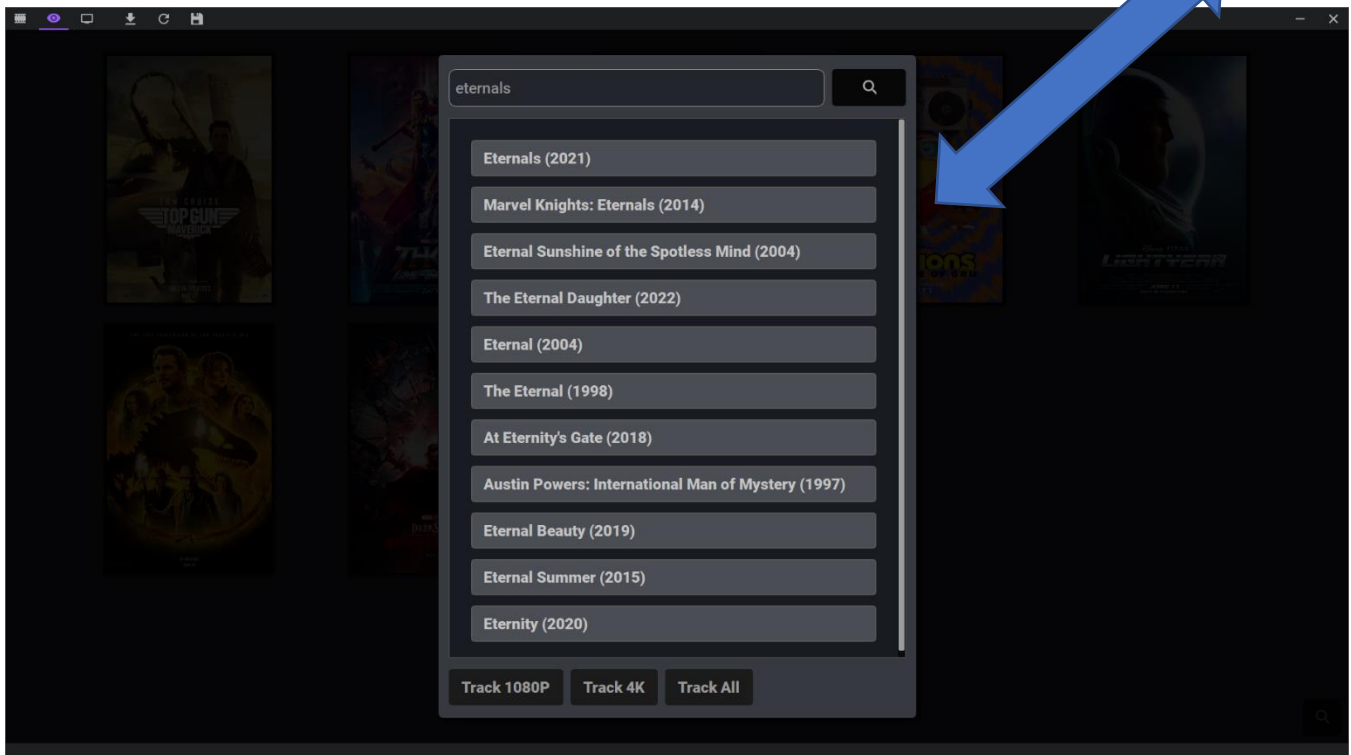 eternals
Eternals (2021)
Marvel Knights: Eternals (2014)
Eternal Sunshine of the Spotless Mind (2004)
The Eternal Daughter (2022)
Eternal (2004)
The Eternal (1998)
At Eternity's Gate (2018)
Austin Powers: International Man of Mystery (1997)
Eternal Beauty (2019)
Eternal Summer (2015)
Eternity (2020)
Track 1080P Track 4K Track All
TOM CRUISE
TOP GUN
MAVERICK
LIGHTYEAR